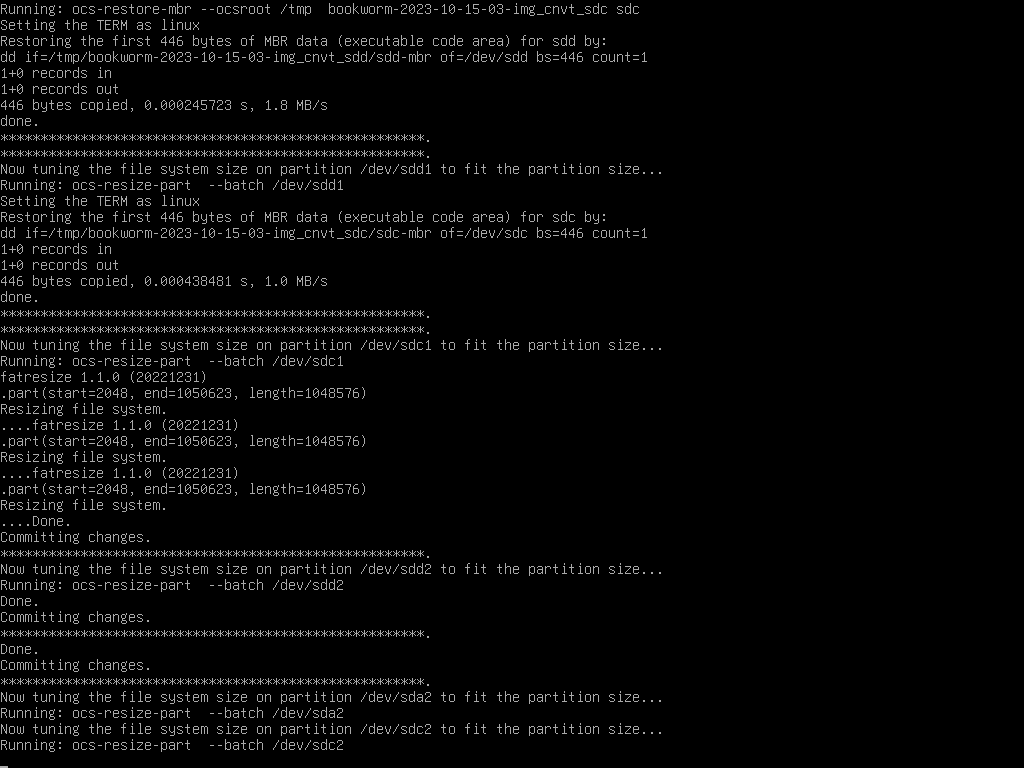 Running: ocs-restore-mbr --ocsroot /tmp  bookworm-2023-10-15-03-img_cnvt_sdc sdc
Setting the TERM as linux
Restoring the first 446 bytes of MBR data (executable code area) for sdd by:
dd if=/tmp/bookworm-2023-10-15-03-img_cnvt_sdd/sdd-mbr of=/dev/sdd bs=446 count=1
1+0 records in
1+0 records out
446 bytes copied, 0.000245723 s, 1.8 MB/s
done.
*****************************************************.
*****************************************************.
Now tuning the file system size on partition /dev/sdd1 to fit the partition size...
Running: ocs-resize-part  --batch /dev/sdd1
Setting the TERM as linux
Restoring the first 446 bytes of MBR data (executable code area) for sdc by:
dd if=/tmp/bookworm-2023-10-15-03-img_cnvt_sdc/sdc-mbr of=/dev/sdc bs=446 count=1
1+0 records in
1+0 records out
446 bytes copied, 0.000438481 s, 1.0 MB/s
done.
*****************************************************.
*****************************************************.
Now tuning the file system size on partition /dev/sdc1 to fit the partition size...
Running: ocs-resize-part  --batch /dev/sdc1
fatresize 1.1.0 (20221231)
.part(start=2048, end=1050623, length=1048576)
Resizing file system.
....fatresize 1.1.0 (20221231)
.part(start=2048, end=1050623, length=1048576)
Resizing file system.
....fatresize 1.1.0 (20221231)
.part(start=2048, end=1050623, length=1048576)
Resizing file system.
....Done.
Committing changes.
*****************************************************.
Now tuning the file system size on partition /dev/sdd2 to fit the partition size...
Running: ocs-resize-part  --batch /dev/sdd2
Done.
Committing changes.
*****************************************************.
Done.
Committing changes.
*****************************************************.
Now tuning the file system size on partition /dev/sda2 to fit the partition size...
Running: ocs-resize-part  --batch /dev/sda2
Now tuning the file system size on partition /dev/sdc2 to fit the partition size...
Running: ocs-resize-part  --batch /dev/sdc2